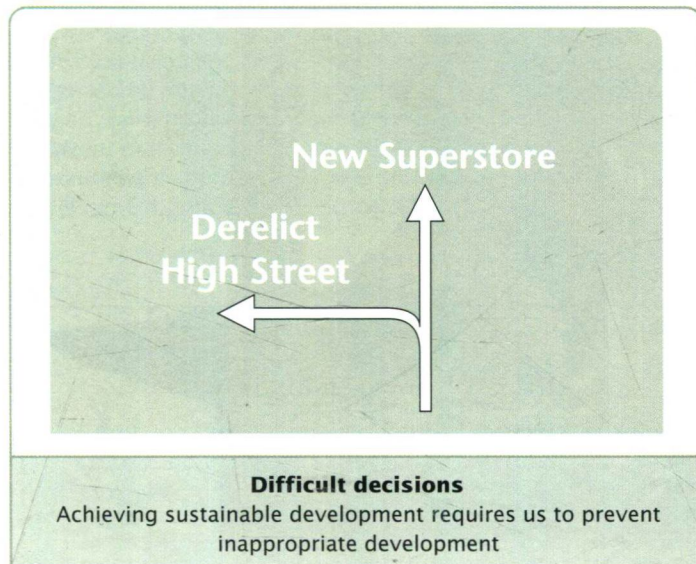 New Superstore
Derelict
High Street
Difficult decisions
Achieving sustainable development requires us to prevent
inappropriate development